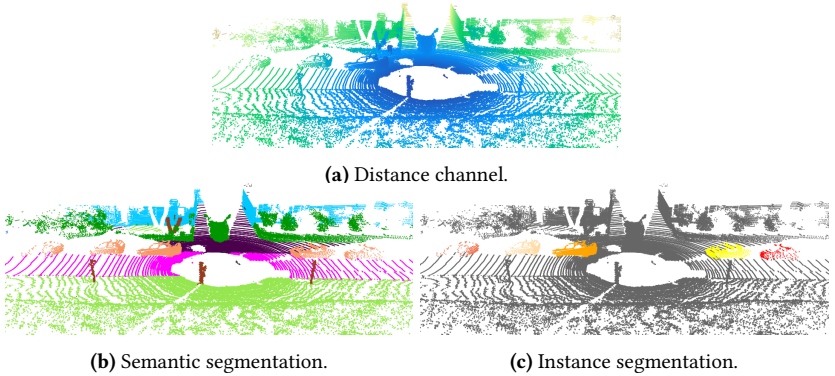 (a) Distance channel.
(b) Semantic segmentation.
(c) Instance segmentation.